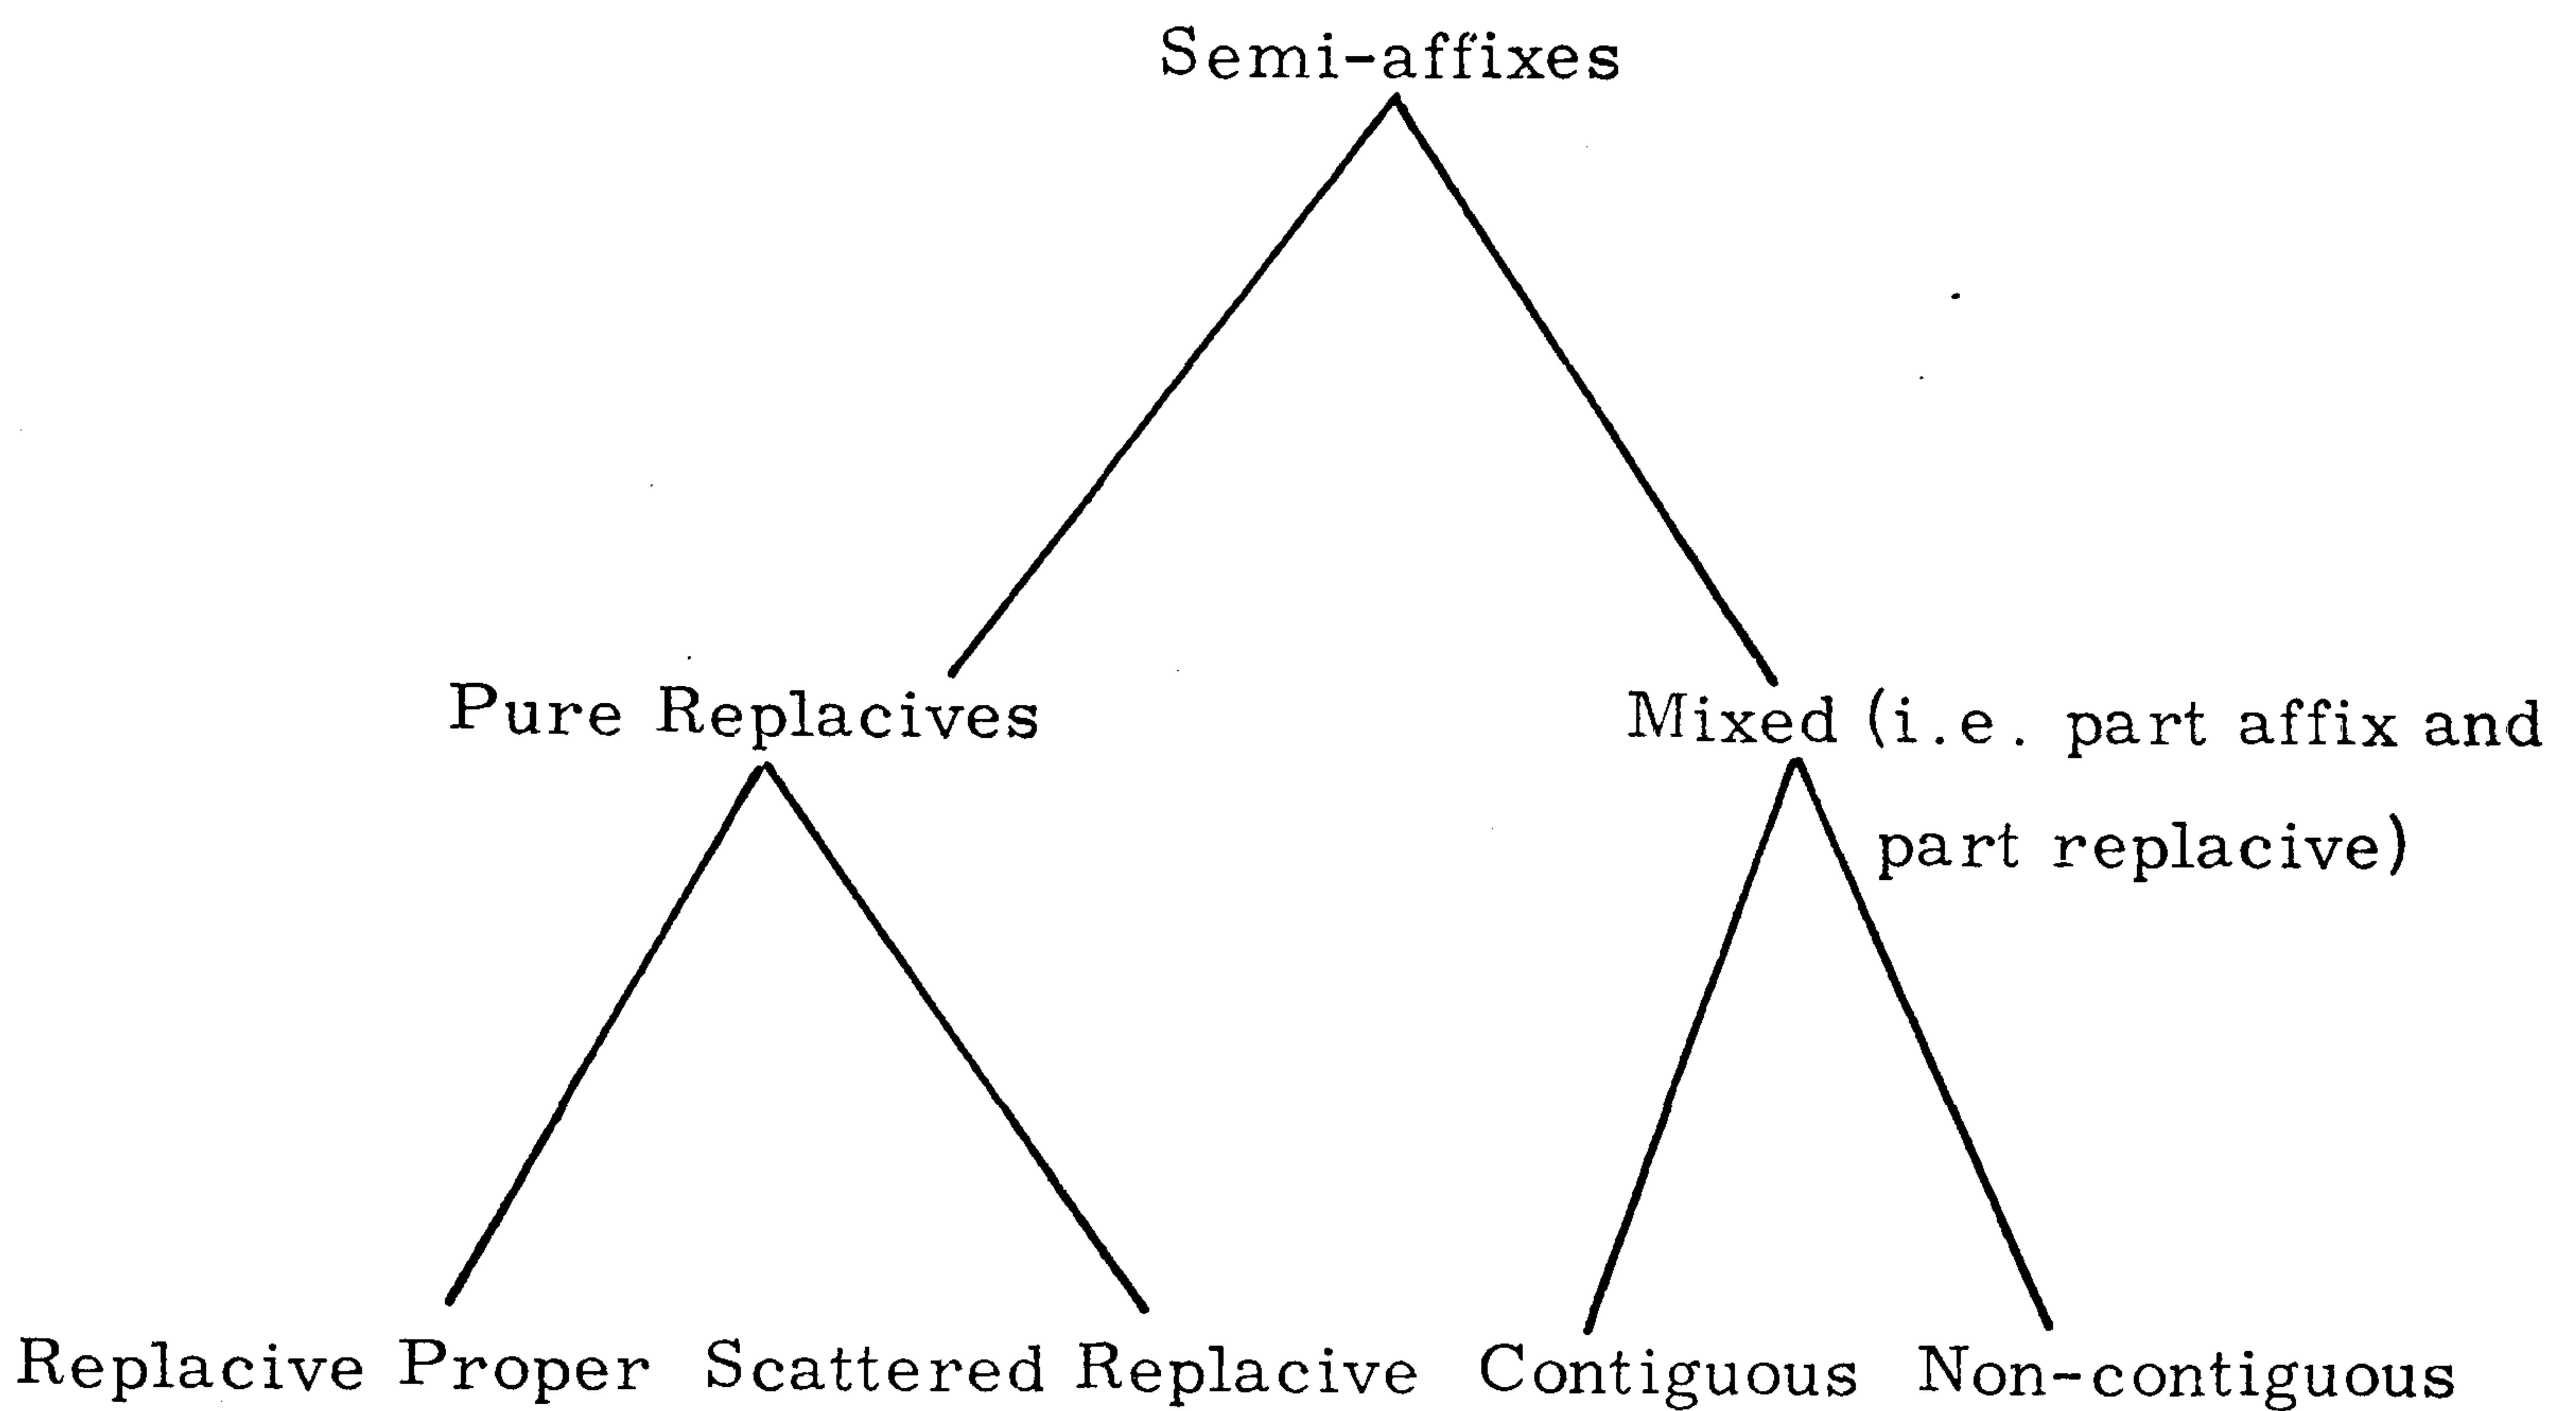 Semi-affixes
Pure Replacives
Mixed (i.e. part affix and
part replacive)
Replacive Proper
Scattered Replacive
Contiguous
Non-contiguous